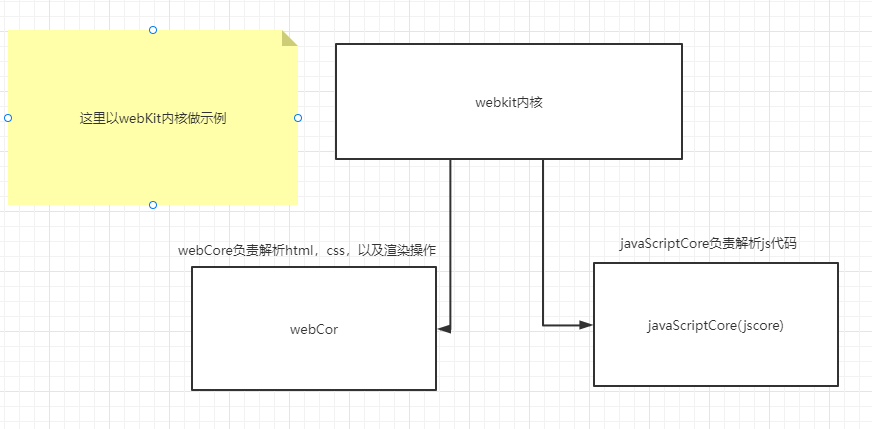 这里以webKit内核做示例
webkit内核
webCore负责解析html，css，以及渲染操作
javaScriptCore负责解析js代码
webCor
javaScriptCore(jscore)